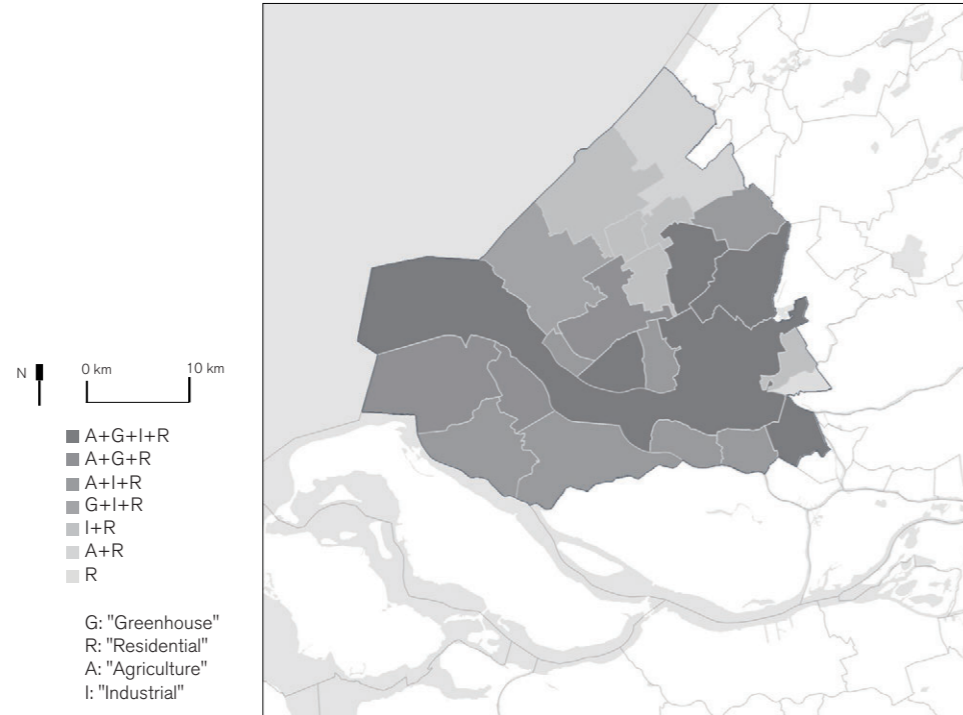 N
0 km 10 km
A+G+I+R
A+G+R
A+I+R
G+I+R
I+R
A+R
R
G: "Greenhouse"
R: "Residential"
A: "Agriculture"
I: "Industrial"